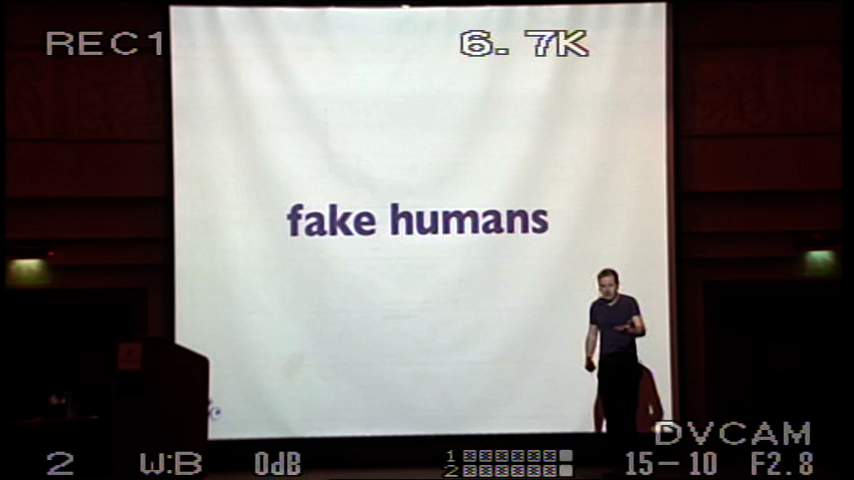 REC1 6.7K
fake humans
DVCAM
1
2 W:B 0dB 2 15-10 F2.8